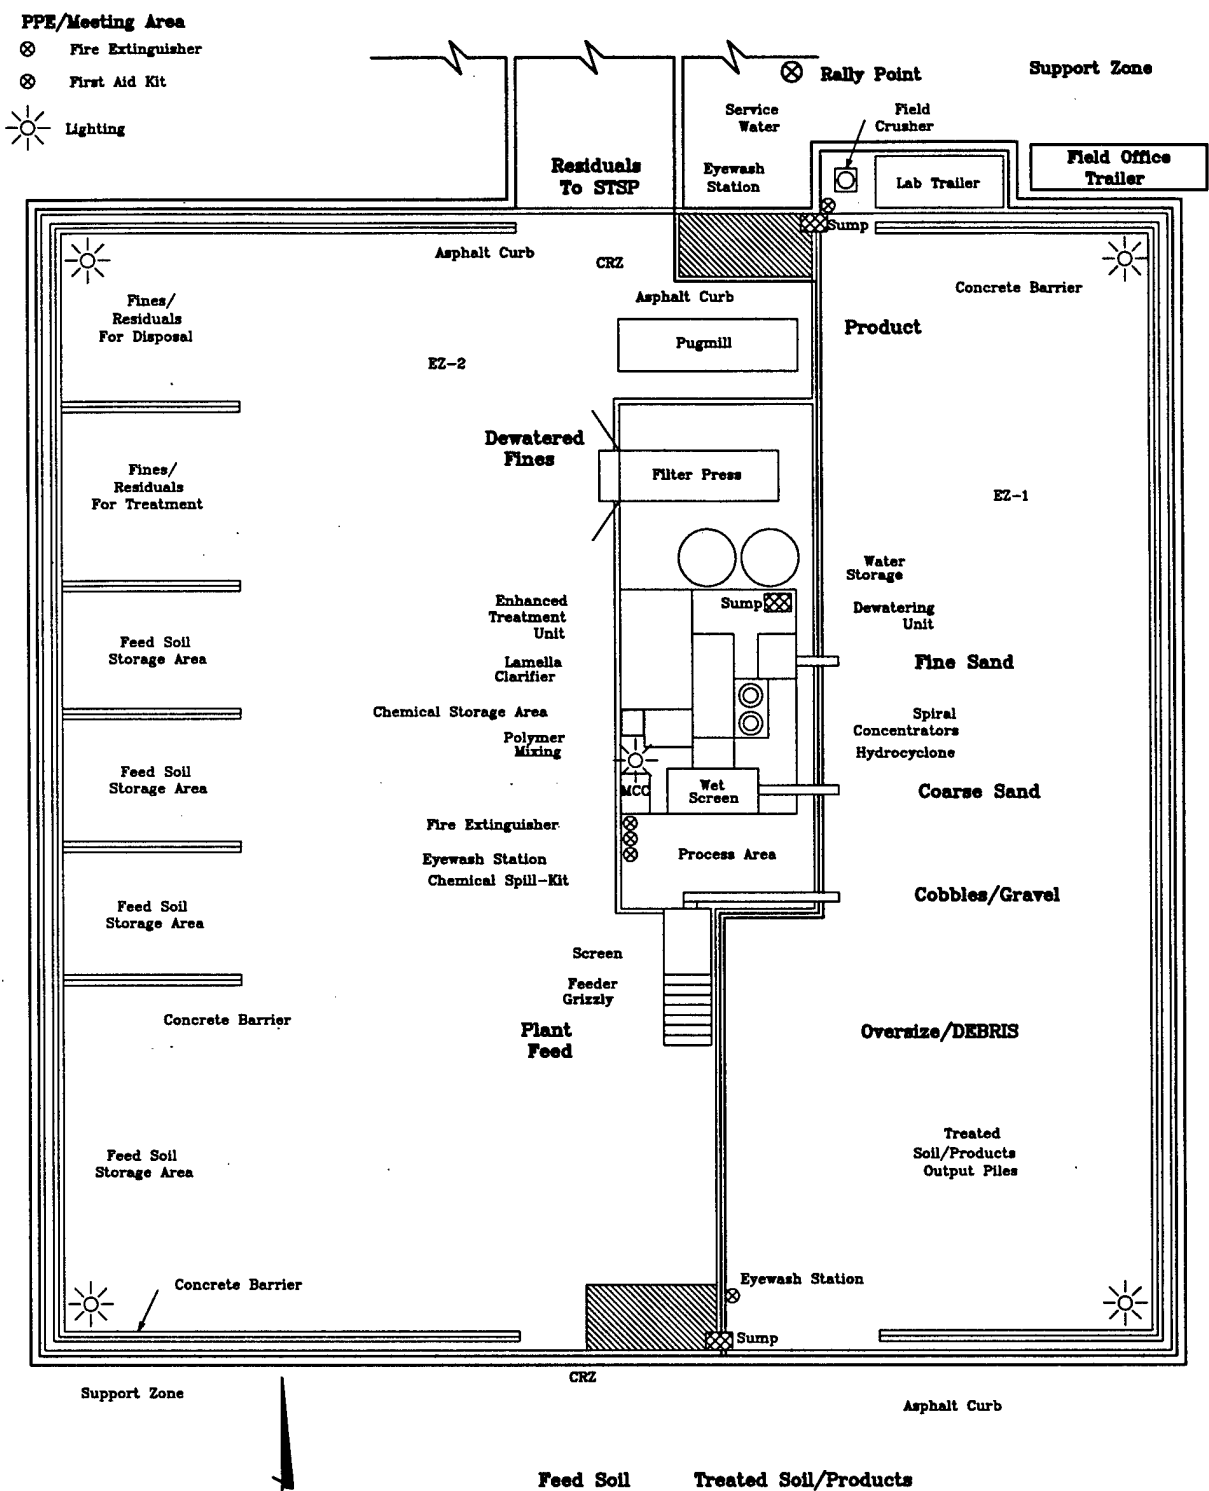 PPE/Meeting Area
Fire Extinguisher
First Aid Kit
Lighting
Rally Point
Support Zone
Service
Water
Field
Crusher
Residuals
To STSP
Eyewash
Station
Lab Trailer
Field Office
Trailer
Sump
Asphalt Curb
CRZ
Asphalt Curb
Concrete Barrier
Fines/
Residuals
For Disposal
Product
Pugmill
EZ-2
Dewatered
Fines
Filter Press
Fines/
Residuals
For Treatment
EZ-1
Water
Storage
Enhanced
Treatment
Unit
Sump
Dewatering
Unit
Feed Soil
Storage Area
Lamella
Clarifier
Fine Sand
Chemical Storage Area
Polymer
Mixing
Spiral
Concentrators
Hydrocyclone
Feed Soil
Storage Area
MCC
Wet
Screen
Coarse Sand
Fire Extinguisher
Eyewash Station
Chemical Spill-Kit
Process Area
Cobbles/Gravel
Feed Soil
Storage Area
Screen
Feeder
Grizzly
Concrete Barrier
Plant
Feed
Oversize/DEBRIS
Feed Soil
Storage Area
Treated
Soil/Products
Output Piles
Concrete Barrier
Eyewash Station
Sump
CRZ
Support Zone
Asphalt Curb
Feed Soil
Treated Soil/Products